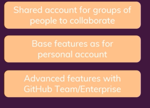 Shared account for groups of
people to collaborate
Base features as for
personal account
Advanced features with
GitHub Team/Enterprise